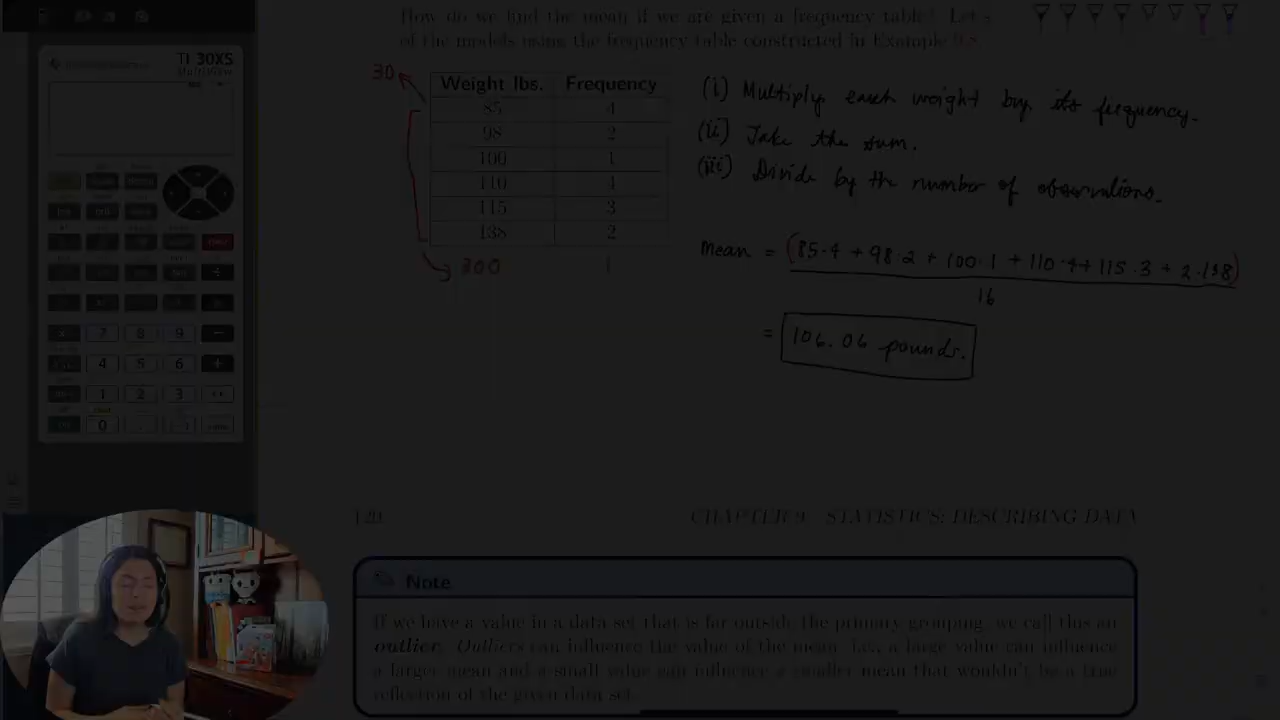 How do we find the mean if we are given a frequency table? Let's
of the models using the frequency table constructed in Example 9.8.
TI 30XS
MultiView
30
Weight lbs. Frequency
85 4
98 2
100 1
110 4
115 3
138 2
300 1
(i) Multiply each weight by its frequency.
(ii) Take the sum.
(iii) Divide by the number of observations.
Mean = (85·4 + 98·2 + 100·1 + 110·4 + 115·3 + 2·138)
16
= 106.06 pounds.
7 8 9 −
4 5 6 +
1 2 3
0
120 CHAPTER 9. STATISTICS: DESCRIBING DATA
Note
If we have a value in a data set that is far outside the primary grouping, we call this an
outlier. Outliers can influence the value of the mean. I.e., a large value can influence
a larger mean and a small value can influence a smaller mean that wouldn't be a true
reflection of the given data set.